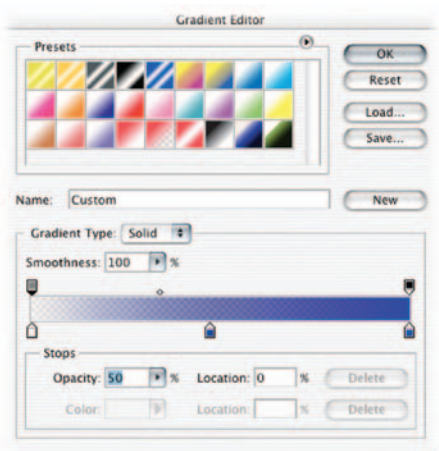 Gradient Editor
Presets
OK
Reset
Load...
Save...
Name: Custom
New
Gradient Type: Solid
Smoothness: 100 %
Stops
Opacity: 50 % Location: 0 % Delete
Color: Location: % Delete